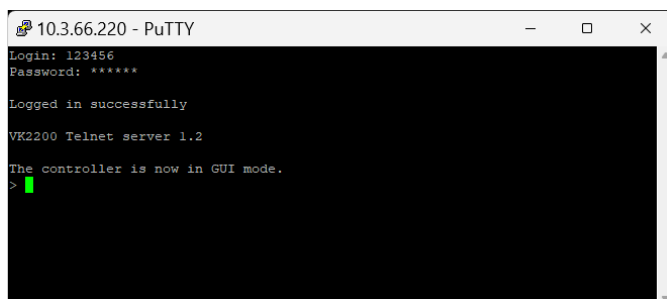 10.3.66.220 - PuTTY
Login: 123456
Password: ******
Logged in successfully
VK2200 Telnet server 1.2
The controller is now in GUI mode.
>